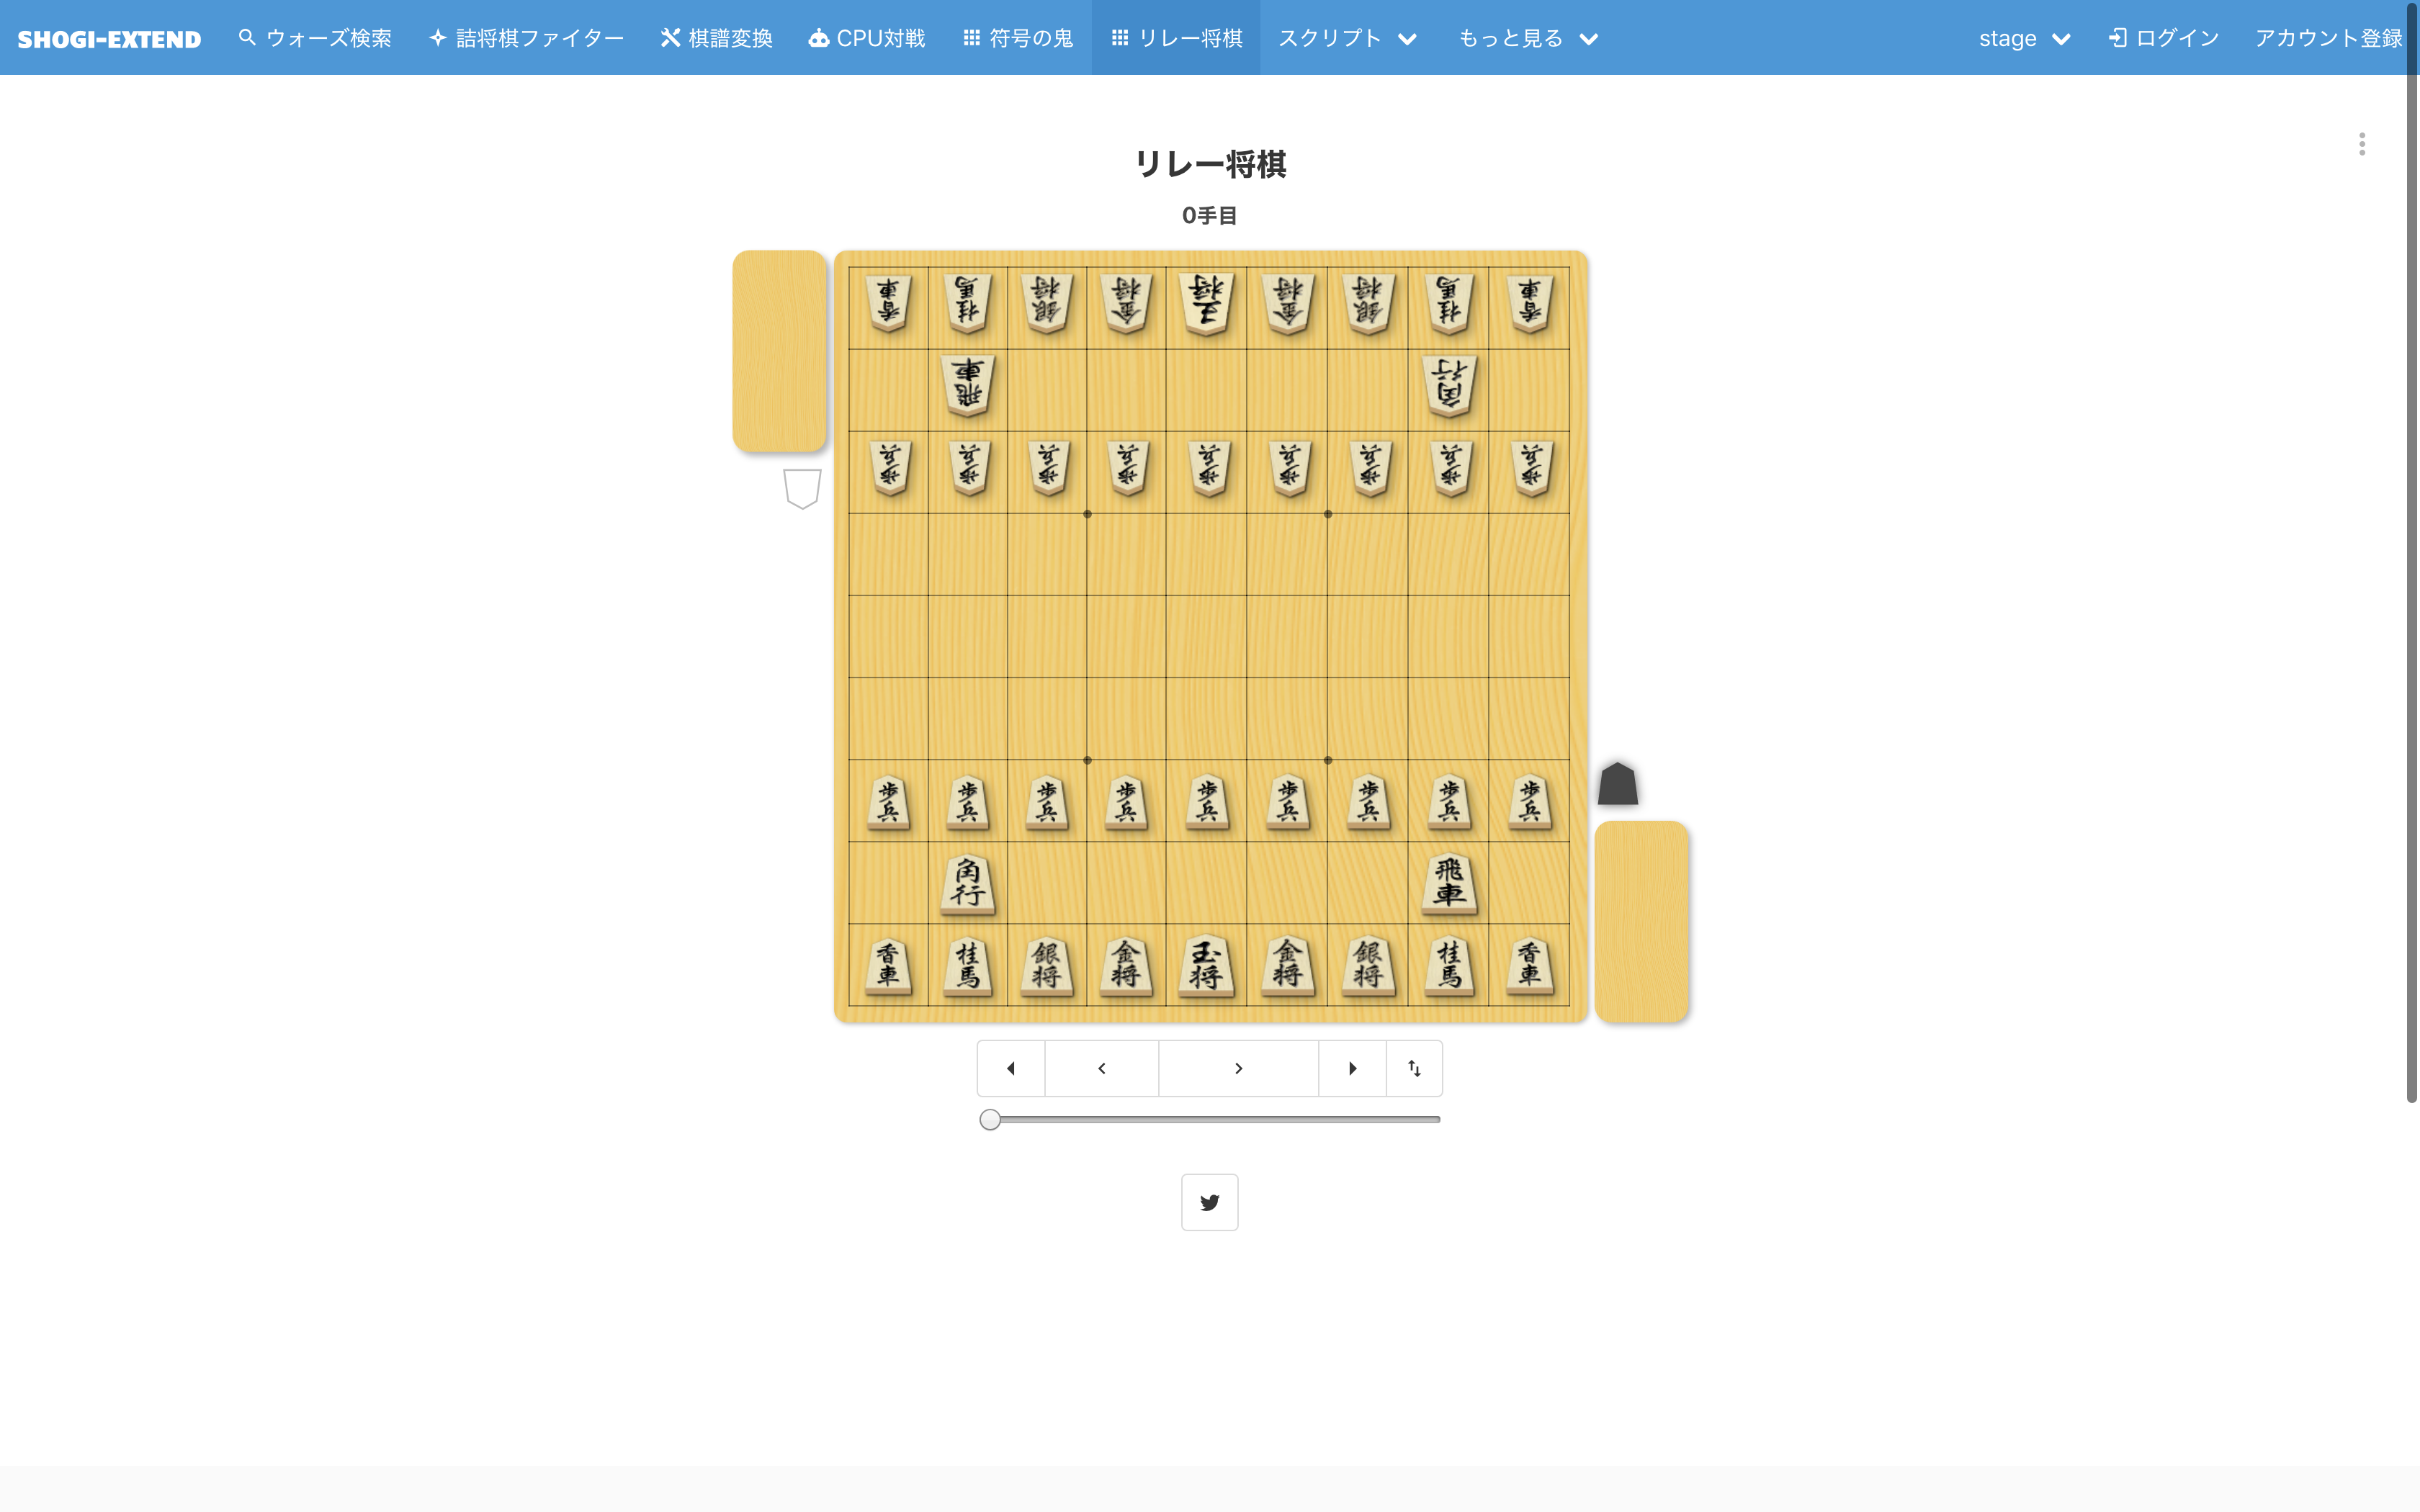 SHOGI-EXTEND ウォーズ検索 詰将棋ファイター 棋譜変換 CPU対戦 符号の鬼 リレー将棋 スクリプト もっと見る stage ログイン アカウント登録
リレー将棋
0手目
香車 桂馬 銀将 金将 王将 金将 銀将 桂馬 香車
飛車 角行
歩兵 歩兵 歩兵 歩兵 歩兵 歩兵 歩兵 歩兵 歩兵
歩兵 歩兵 歩兵 歩兵 歩兵 歩兵 歩兵 歩兵 歩兵
角行 飛車
香車 桂馬 銀将 金将 玉将 金将 銀将 桂馬 香車